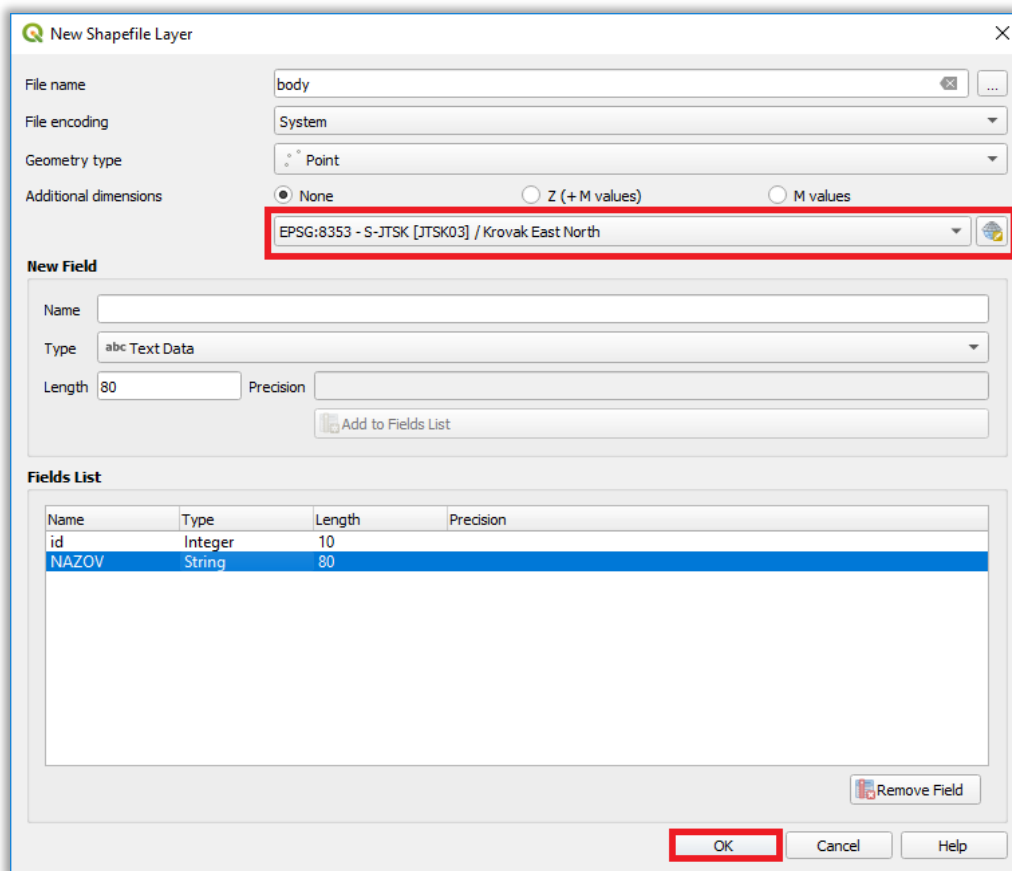 New Shapefile Layer
File name body ...
File encoding System
Geometry type Point
Additional dimensions None Z (+ M values) M values
EPSG:8353 - S-JTSK [JTSK03] / Krovak East North
New Field
Name
Type abc Text Data
Length 80 Precision
Add to Fields List
Fields List
Name Type Length Precision
id Integer 10
NAZOV String 80
Remove Field
OK Cancel Help